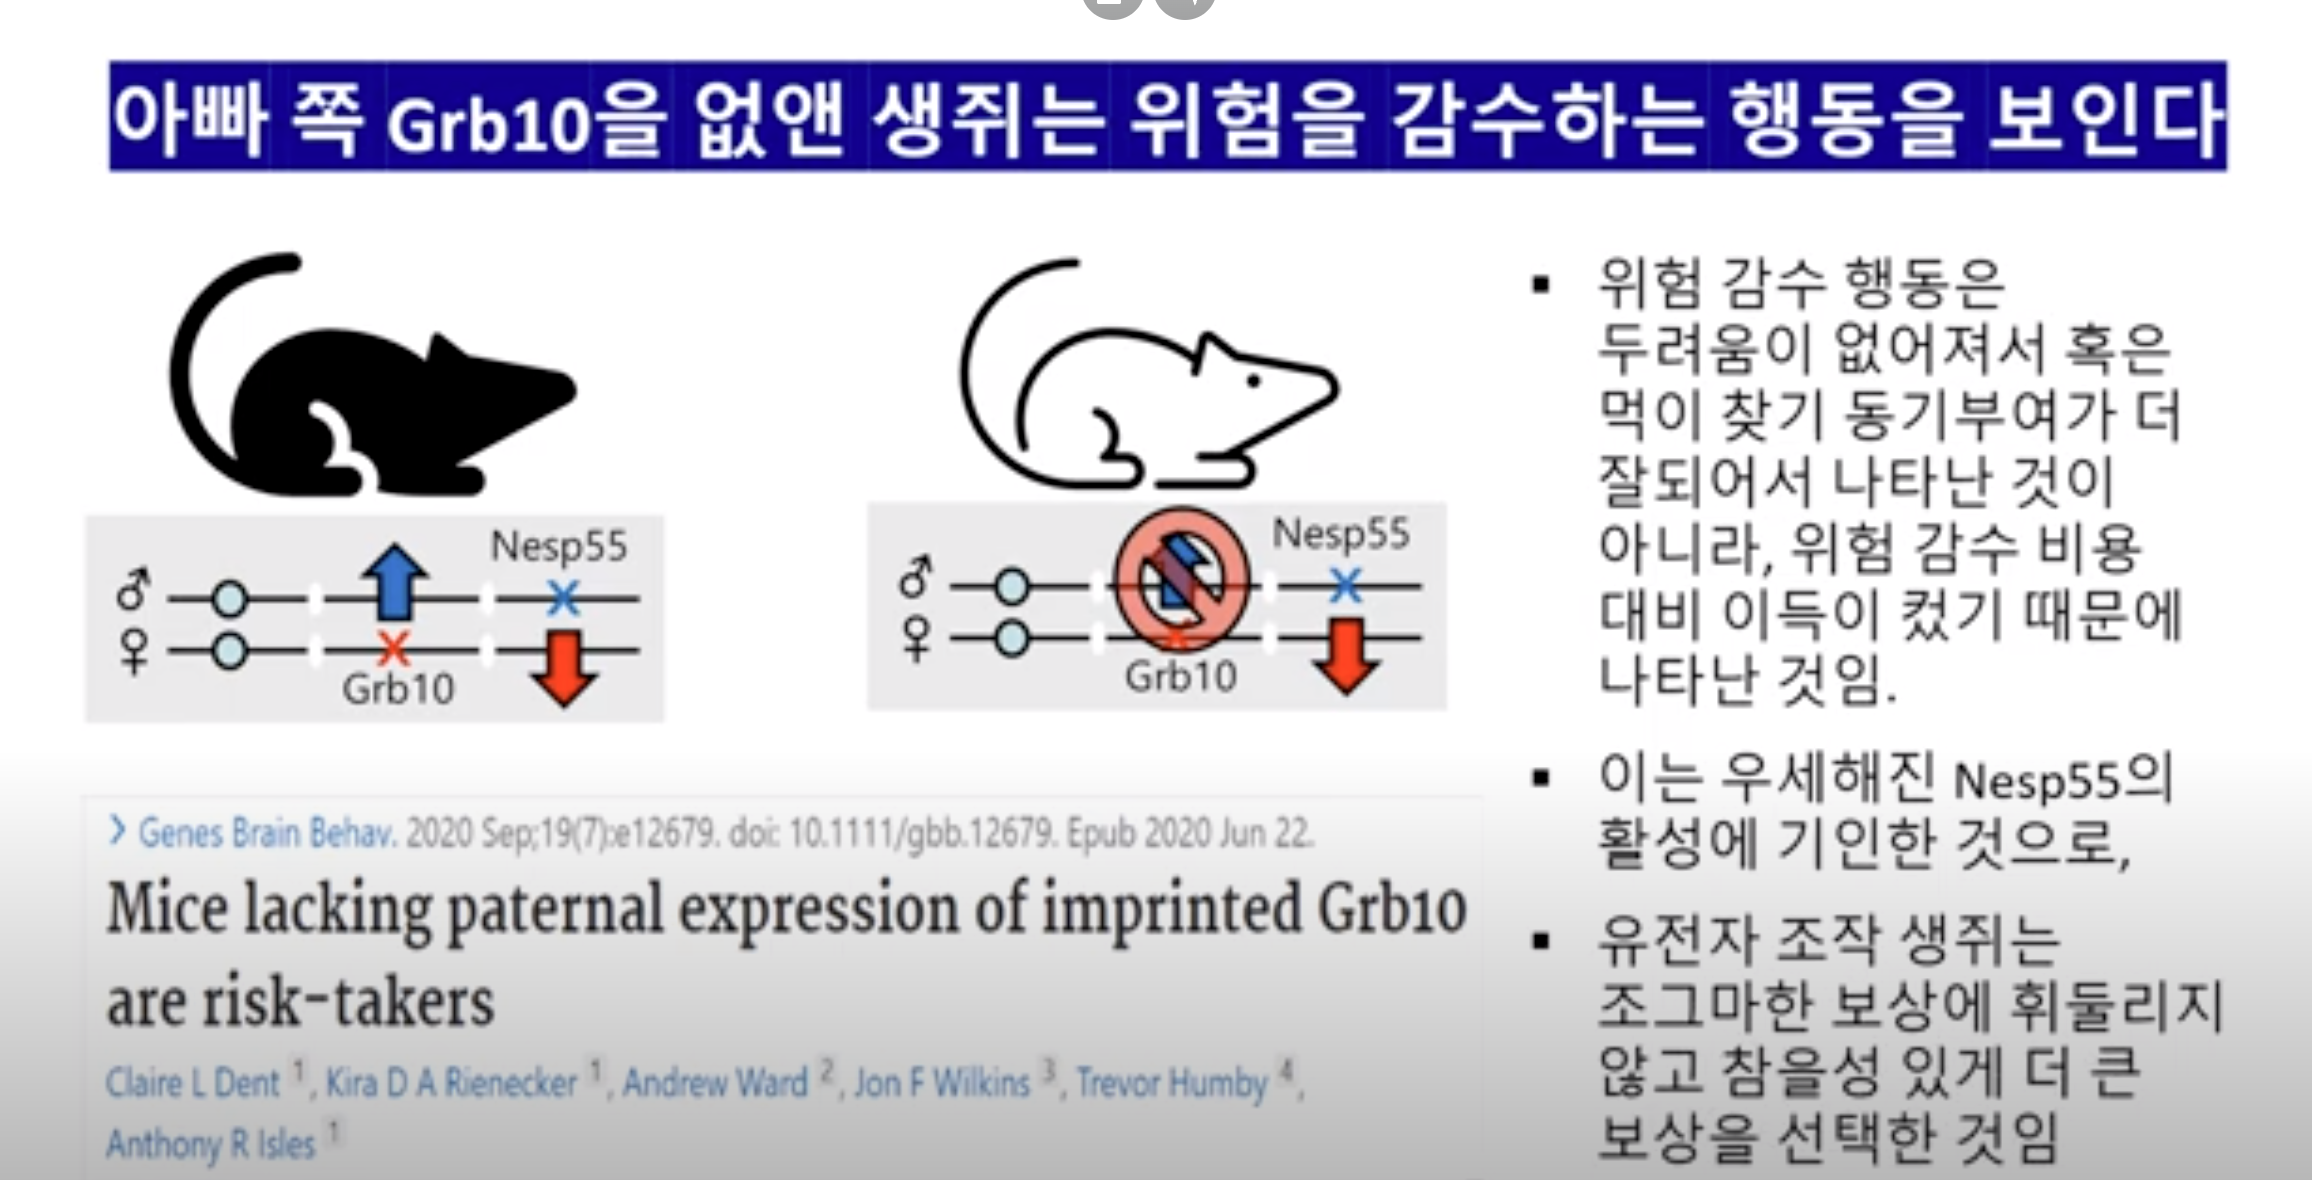 아빠 쪽 Grb10을 없앤 생쥐는 위험을 감수하는 행동을 보인다
Nesp55
♂
♀
Grb10
Nesp55
♂
♀
Grb10
> Genes Brain Behav. 2020 Sep;19(7):e12679. doi: 10.1111/gbb.12679. Epub 2020 Jun 22.
Mice lacking paternal expression of imprinted Grb10
are risk-takers
Claire L Dent 1, Kira D A Rienecker 1, Andrew Ward 2, Jon F Wilkins 3, Trevor Humby 4,
Anthony R Isles 1
▪ 위험 감수 행동은
두려움이 없어져서 혹은
먹이 찾기 동기부여가 더
잘되어서 나타난 것이
아니라, 위험 감수 비용
대비 이득이 컸기 때문에
나타난 것임.
▪ 이는 우세해진 Nesp55의
활성에 기인한 것으로,
▪ 유전자 조작 생쥐는
조그마한 보상에 휘둘리지
않고 참을성 있게 더 큰
보상을 선택한 것임